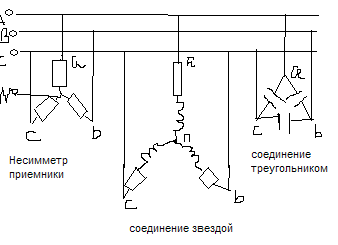 A
B
C
a
c
b
Несимметр
приемники
a
n
c
b
соединение звездой
a
c
b
соединение
треугольником